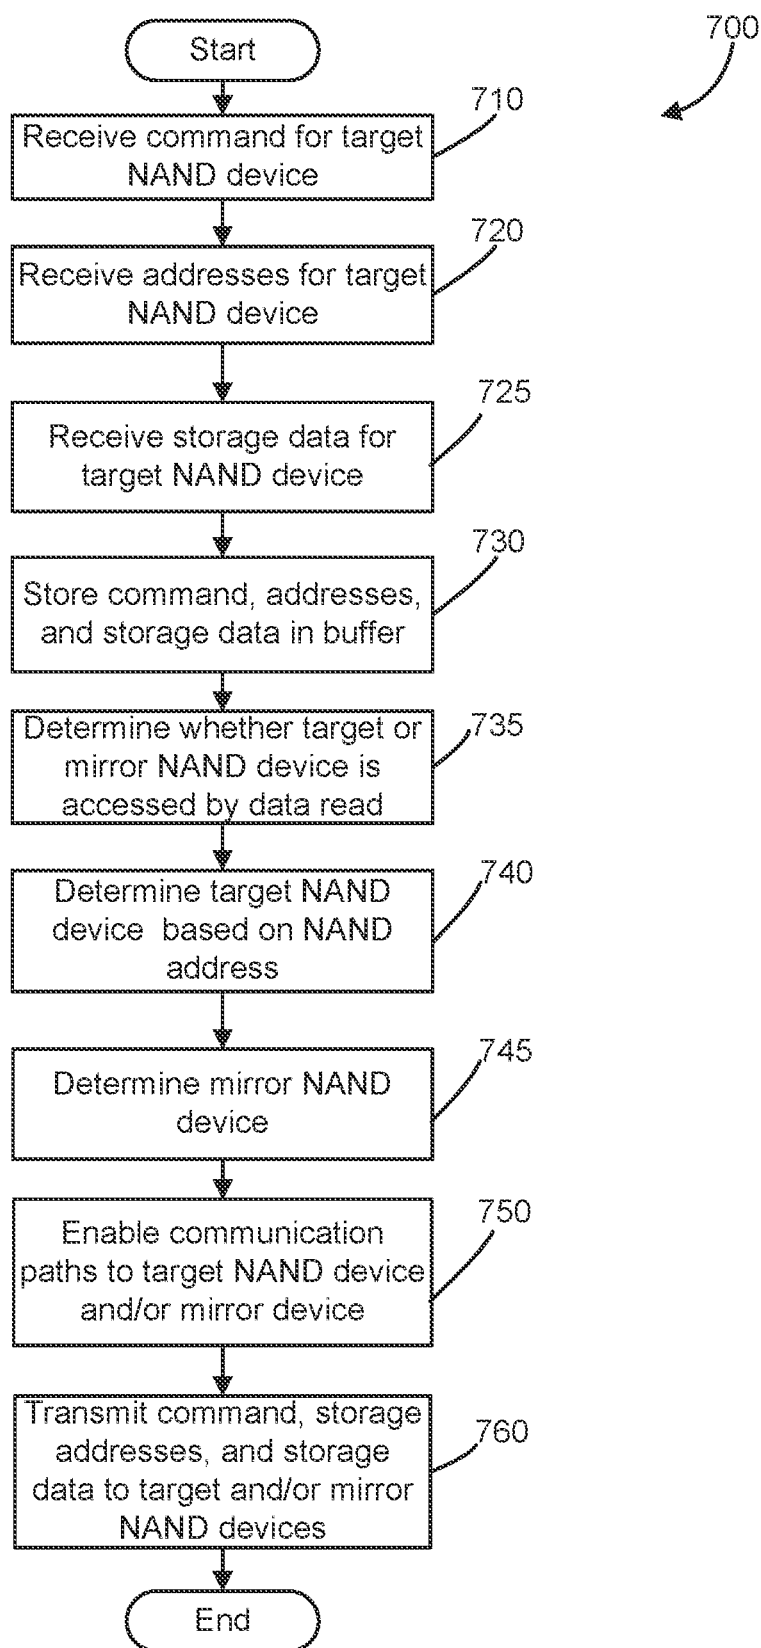 700
Start
710
Receive command for target
NAND device
720
Receive addresses for target
NAND device
725
Receive storage data for
target NAND device
730
Store command, addresses,
and storage data in buffer
735
Determine whether target or
mirror NAND device is
accessed by data read
740
Determine target NAND
device based on NAND
address
745
Determine mirror NAND
device
750
Enable communication
paths to target NAND device
and/or mirror device
760
Transmit command, storage
addresses, and storage
data to target and/or mirror
NAND devices
End